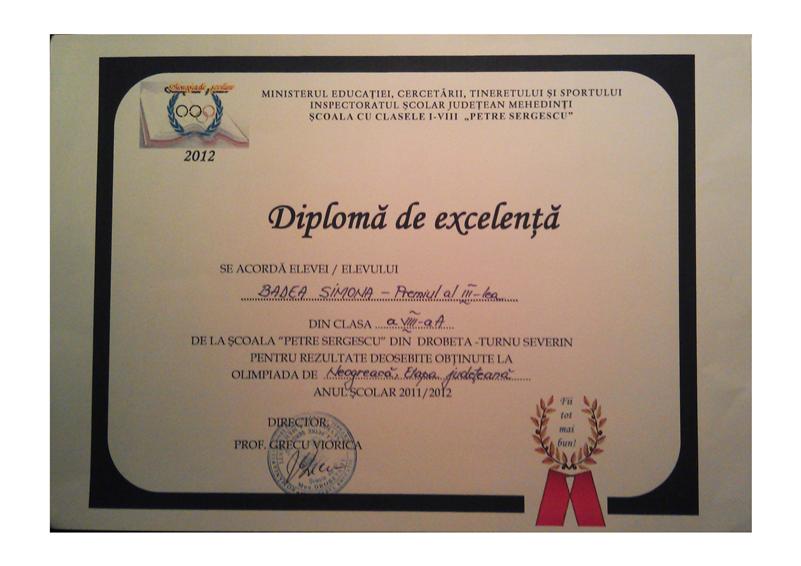 Olimpiade școlare
2012
MINISTERUL EDUCAȚIEI, CERCETĂRII, TINERETULUI ȘI SPORTULUI
INSPECTORATUL ȘCOLAR JUDEȚEAN MEHEDINȚI
ȘCOALA CU CLASELE I-VIII „PETRE SERGESCU”
Diplomă de excelență
SE ACORDĂ ELEVEI / ELEVULUI
BADEA SIMONA – Premiul al III-lea
DIN CLASA a VIII-a A
DE LA ȘCOALA “PETRE SERGESCU” DIN DROBETA -TURNU SEVERIN
PENTRU REZULTATE DEOSEBITE OBȚINUTE LA
OLIMPIADA DE Neogreacă, Etapa județeană
ANUL ȘCOLAR 2011/2012
DIRECTOR,
PROF. GRECU VIORICA
Fii
tot
mai
bun!